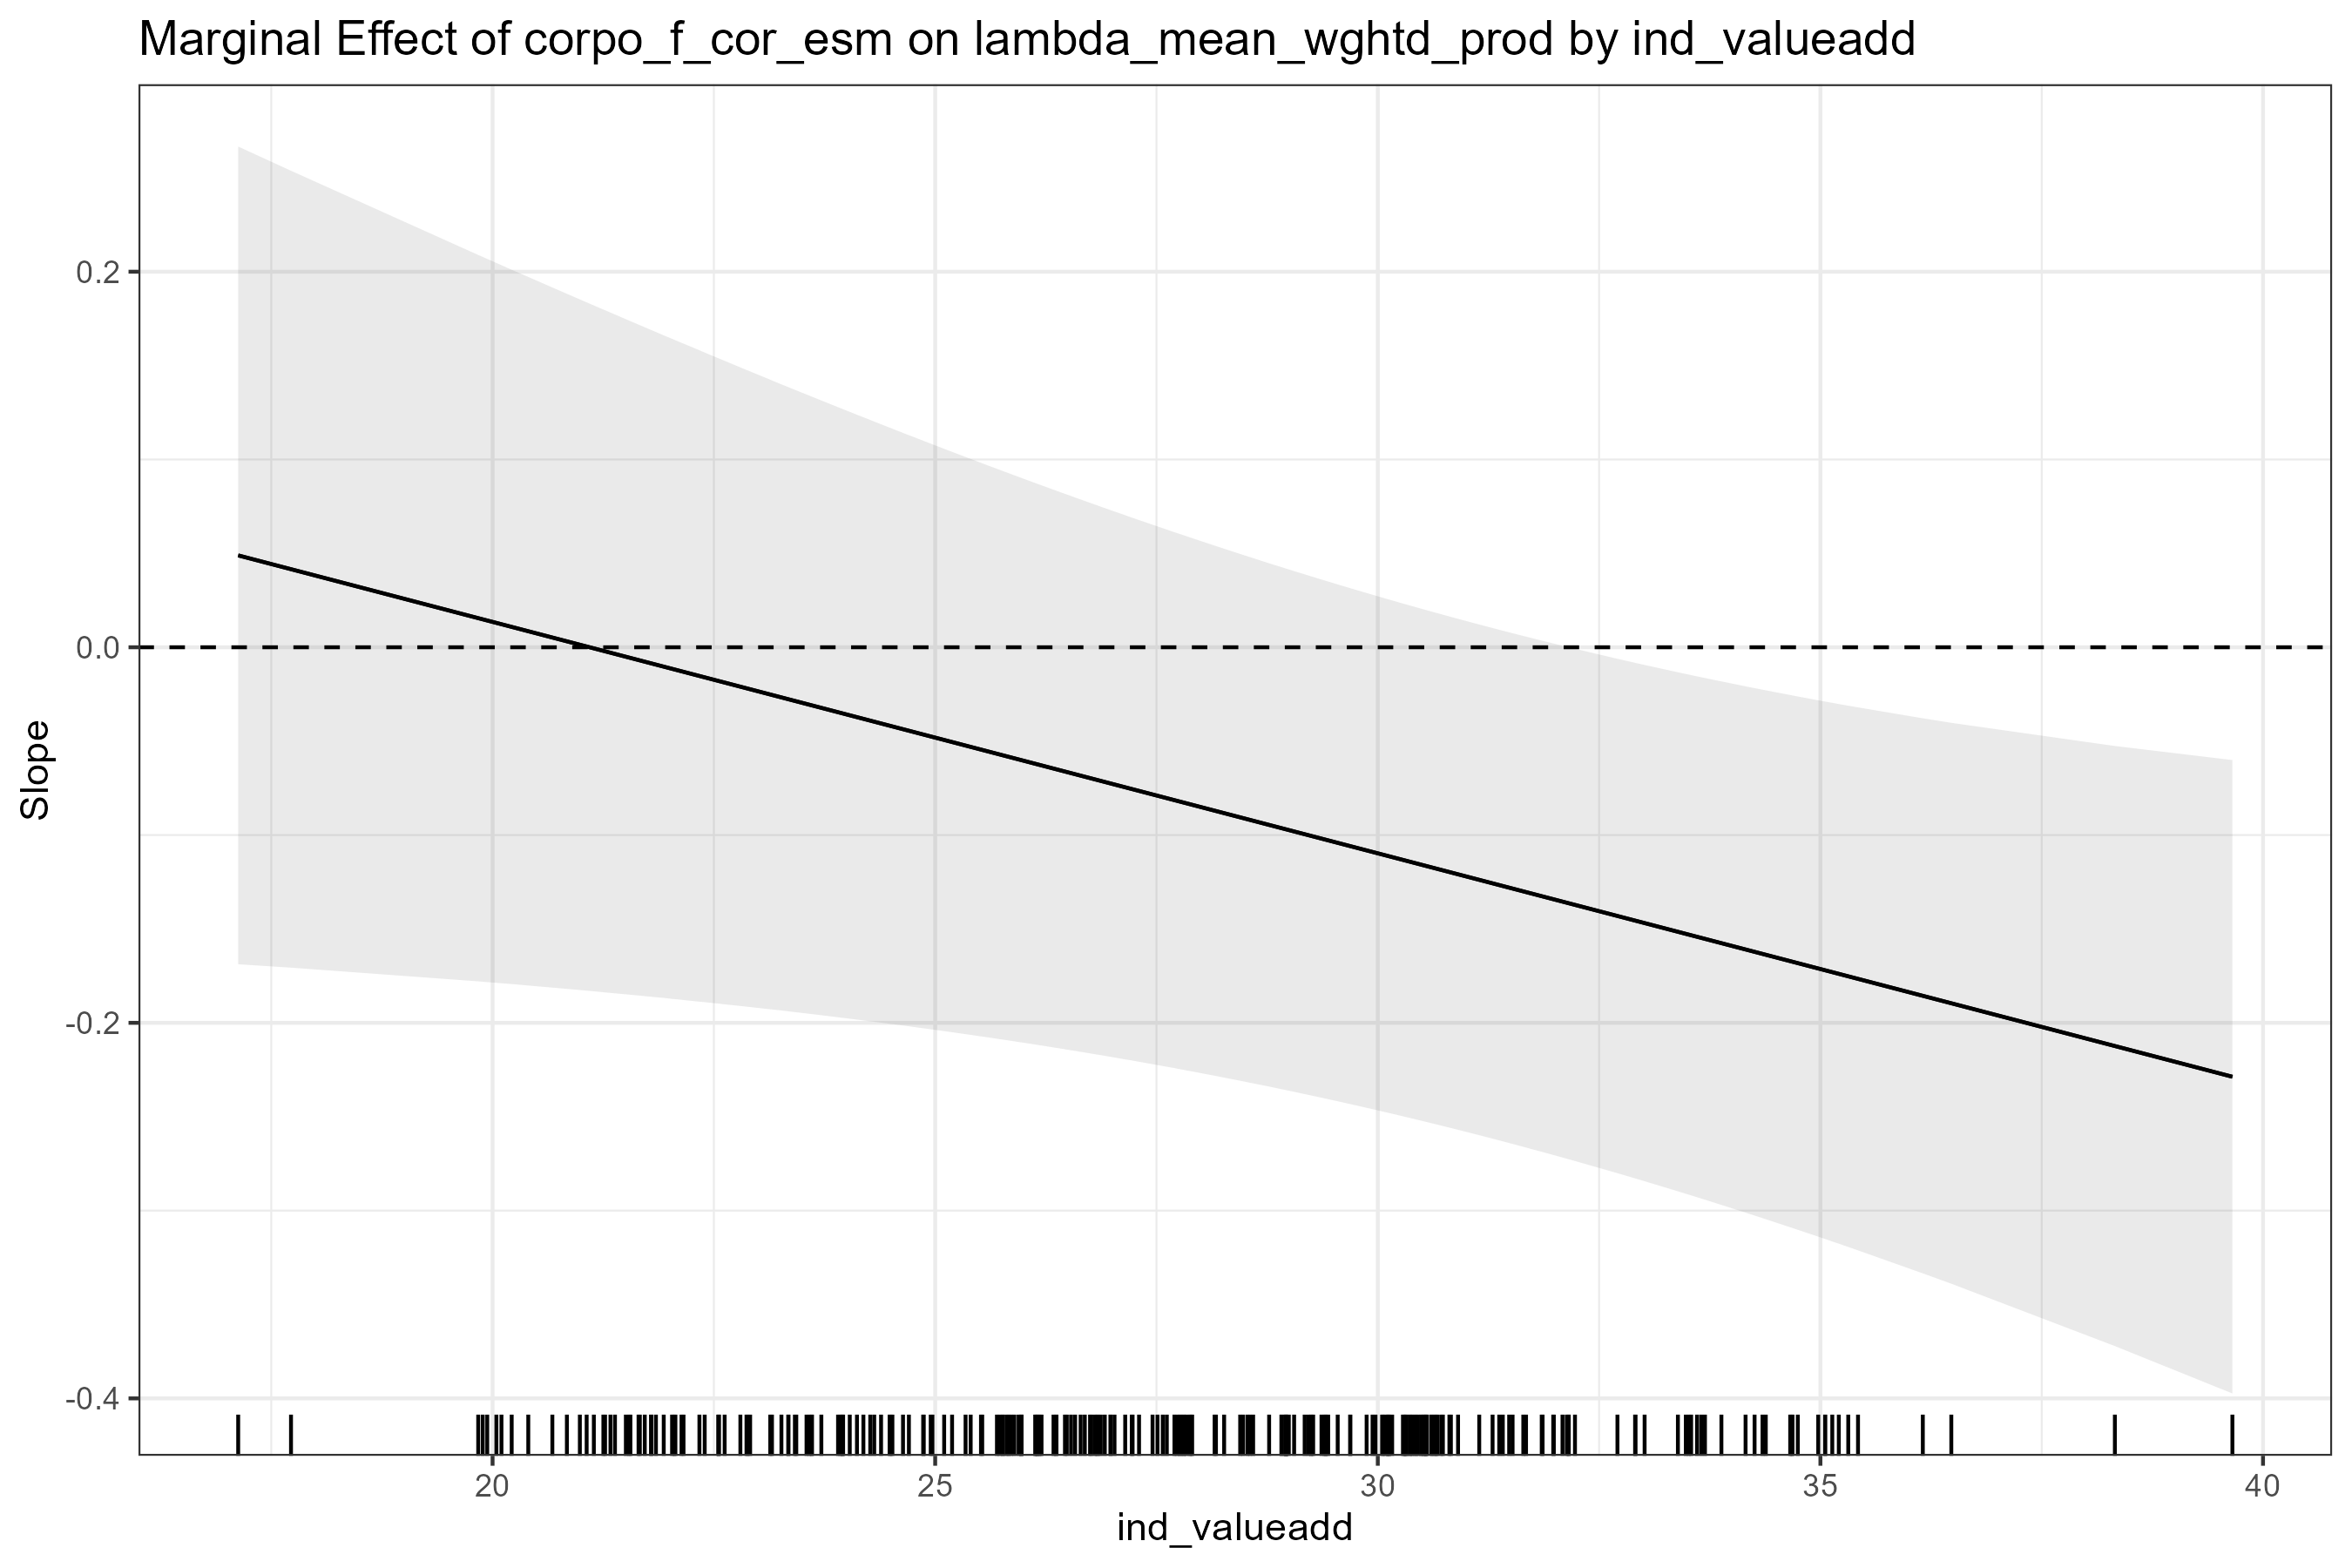 Marginal Effect of corpo_f_cor_esm on lambda_mean_wghtd_prod by ind_valueadd
Slope
0.2
0.0
-0.2
-0.4
20 25 30 35 40
ind_valueadd